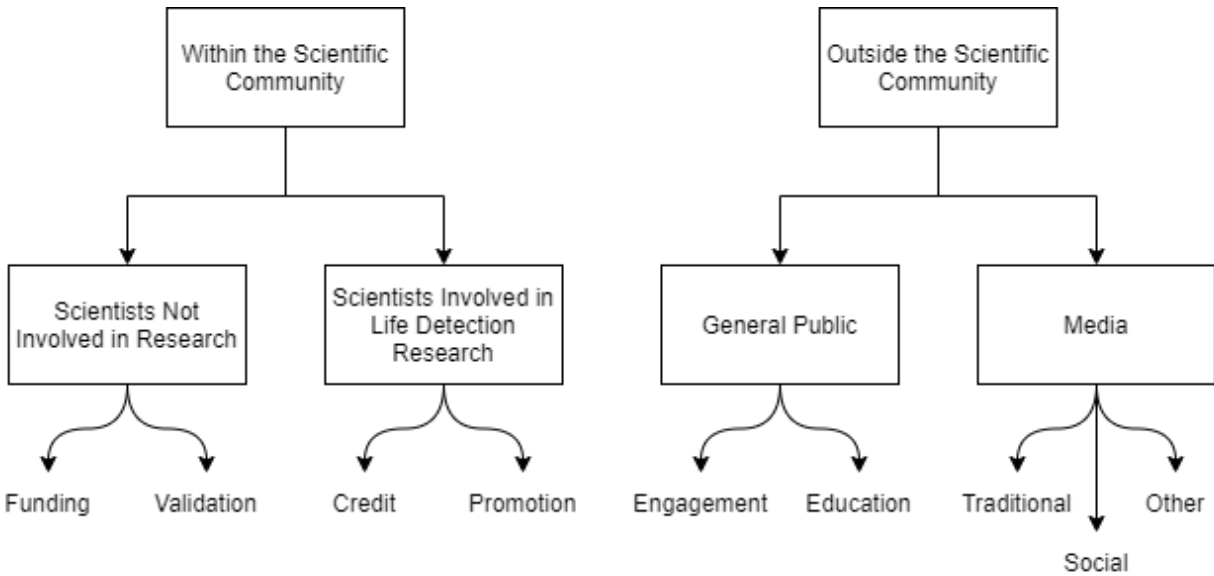 Within the Scientific
Community
Outside the Scientific
Community
Scientists Not
Involved in Research
Scientists Involved in
Life Detection
Research
General Public
Media
Funding
Validation
Credit
Promotion
Engagement
Education
Traditional
Other
Social